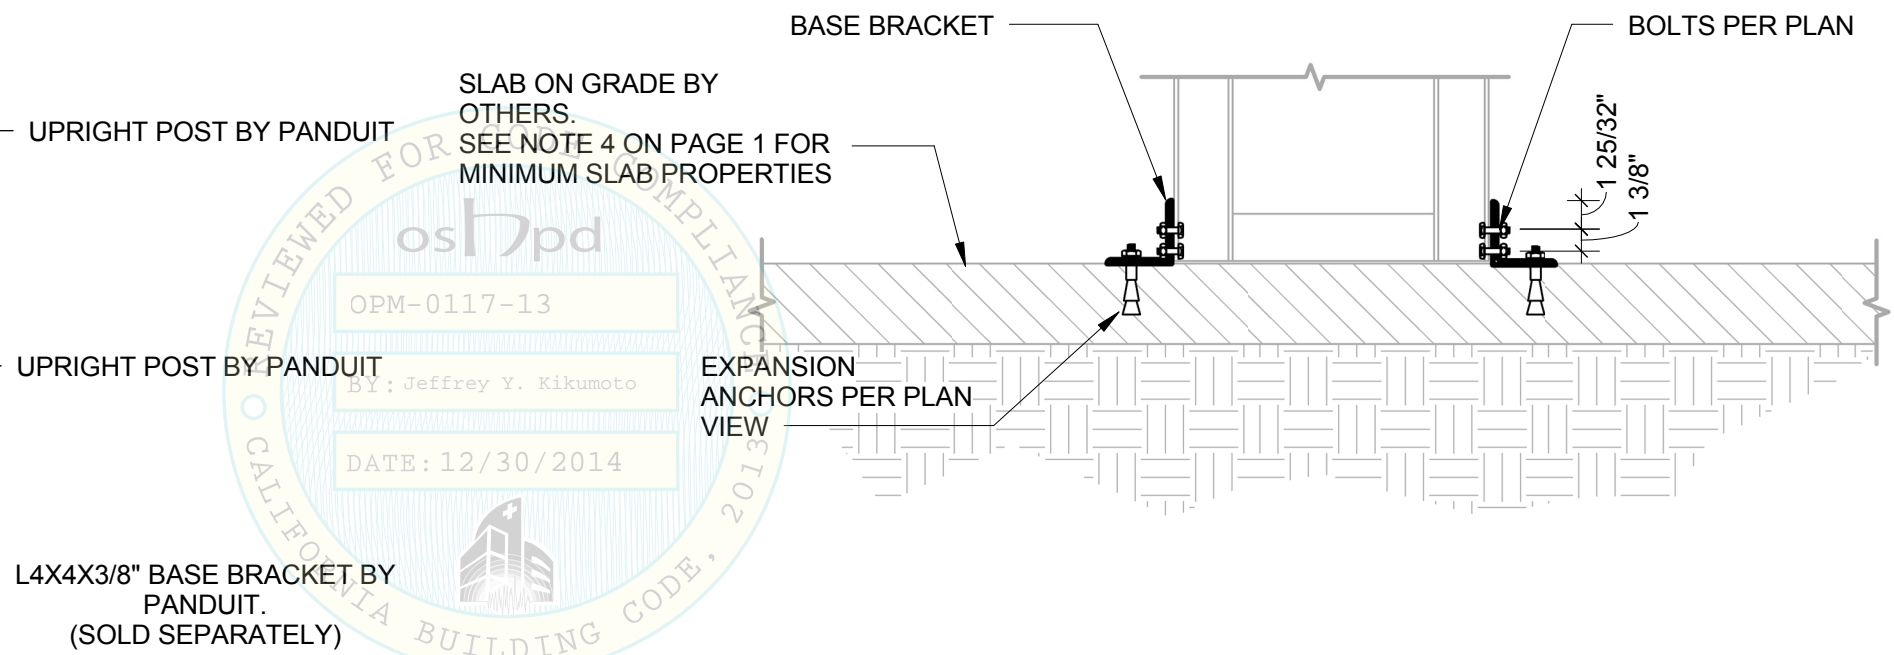 BASE BRACKET
BOLTS PER PLAN
SLAB ON GRADE BY
OTHERS.
SEE NOTE 4 ON PAGE 1 FOR
MINIMUM SLAB PROPERTIES
UPRIGHT POST BY PANDUIT
1 25/32"
1 3/8"
UPRIGHT POST BY PANDUIT
EXPANSION
ANCHORS PER PLAN
VIEW
L4X4X3/8" BASE BRACKET BY
PANDUIT.
(SOLD SEPARATELY)
REVIEWED FOR CODE COMPLIANCE
oshpd
OPM-0117-13
BY: Jeffrey Y. Kikumoto
DATE: 12/30/2014
CALIFORNIA BUILDING CODE, 2013